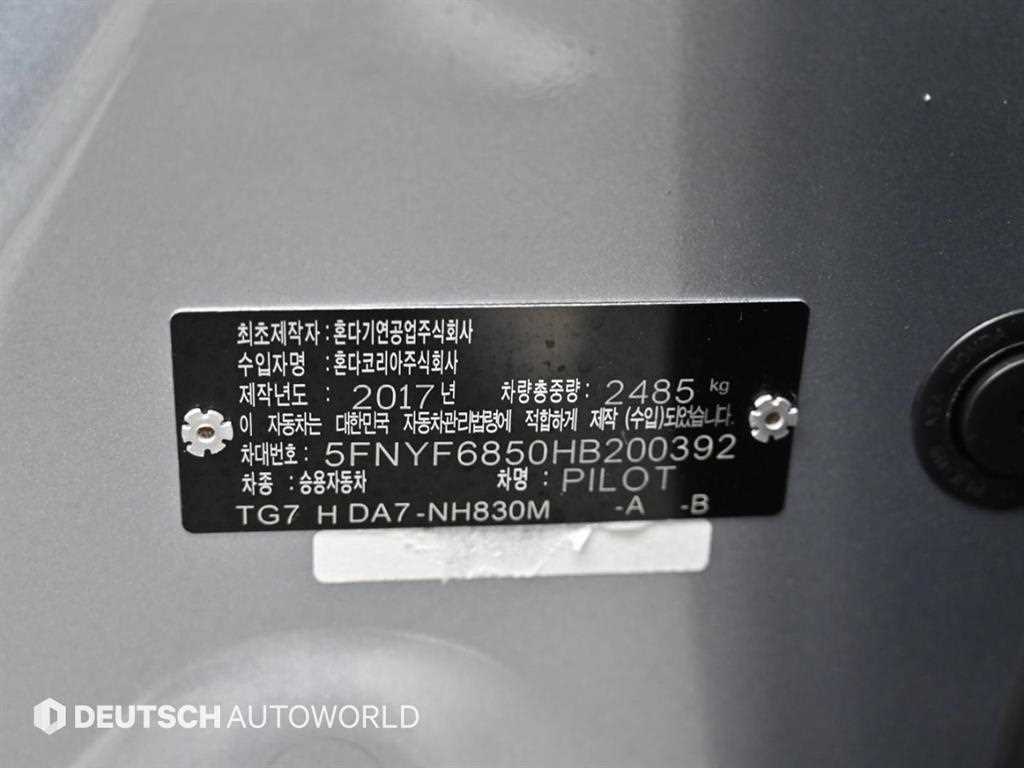 최초제작자 : 혼다기연공업주식회사
수입자명 : 혼다코리아주식회사
제작년도 : 2017년 차량총중량 : 2485 kg
이 자동차는 대한민국 자동차관리법령에 적합하게 제작 (수입)되었습니다.
차대번호 : 5FNYF6850HB200392
차종 : 승용자동차 차명 : PILOT
TG7 H DA7-NH830M -A -B
DEUTSCH AUTOWORLD